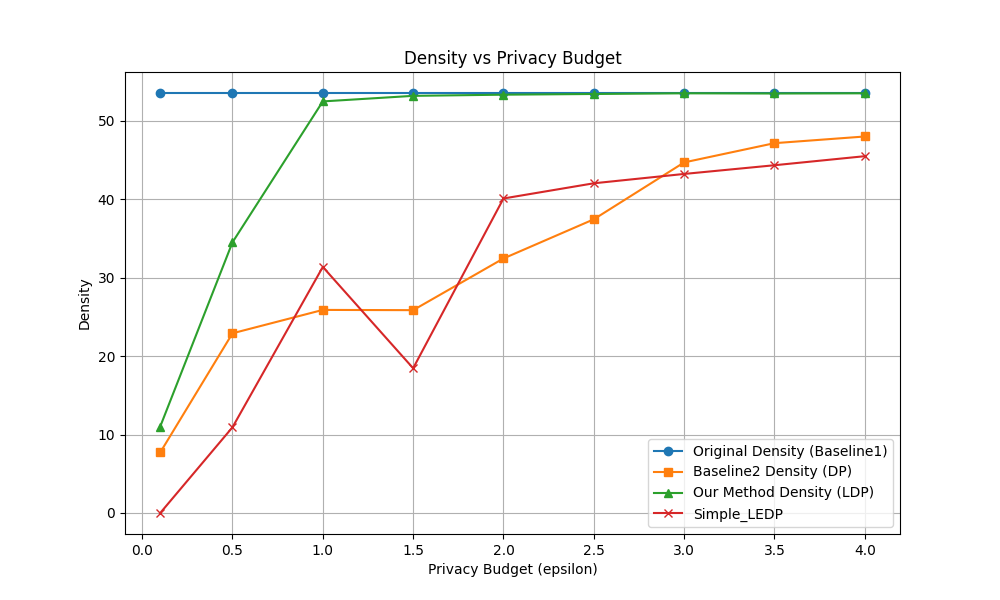 Density vs Privacy Budget
Density
50
40
30
20
10
0
0.0 0.5 1.0 1.5 2.0 2.5 3.0 3.5 4.0
Privacy Budget (epsilon)
Original Density (Baseline1)
Baseline2 Density (DP)
Our Method Density (LDP)
Simple_LEDP